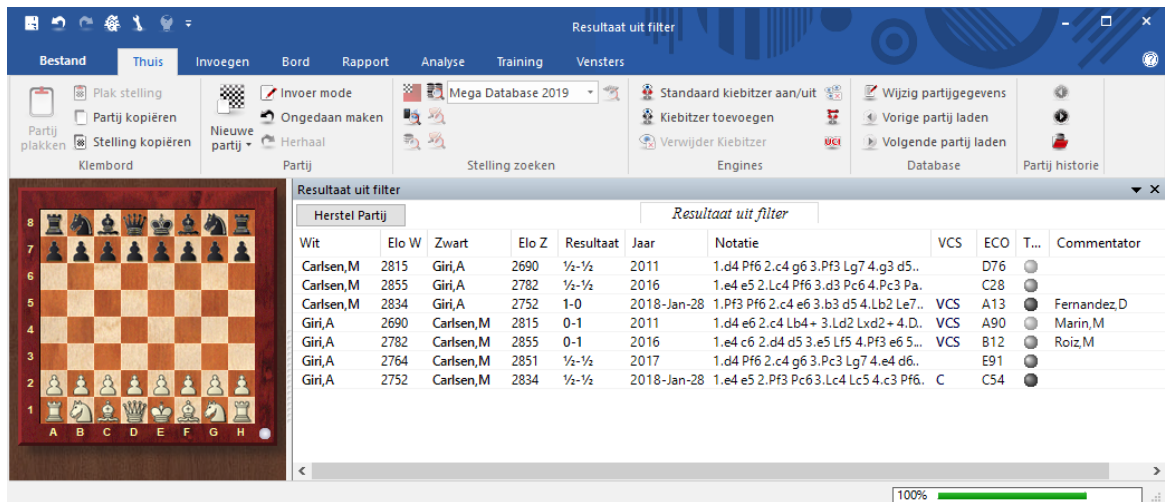 Resultaat uit filter
Bestand Thuis Invoegen Bord Rapport Analyse Training Vensters
Partij plakken
Plak stelling
Partij kopiëren
Stelling kopiëren
Klembord
Nieuwe partij
Invoer mode
Ongedaan maken
Herhaal
Partij
Mega Database 2019
Stelling zoeken
Standaard kiebitzer aan/uit
Kiebitzer toevoegen
Verwijder Kiebitzer
UCI
Engines
Wijzig partijgegevens
Vorige partij laden
Volgende partij laden
Database
Partij historie
8
7
6
5
4
3
2
1
A B C D E F G H
Resultaat uit filter
Herstel Partij Resultaat uit filter
Wit Elo W Zwart Elo Z Resultaat Jaar Notatie VCS ECO T... Commentator
Carlsen,M 2815 Giri,A 2690 ½-½ 2011 1.d4 Pf6 2.c4 g6 3.Pf3 Lg7 4.g3 d5.. D76
Carlsen,M 2855 Giri,A 2782 ½-½ 2016 1.e4 e5 2.Lc4 Pf6 3.d3 Pc6 4.Pc3 Pa. C28
Carlsen,M 2834 Giri,A 2752 1-0 2018-Jan-28 1.Pf3 Pf6 2.c4 e6 3.b3 d5 4.Lb2 Le7.. VCS A13 Fernandez,D
Giri,A 2690 Carlsen,M 2815 0-1 2011 1.d4 e6 2.c4 Lb4+ 3.Ld2 Lxd2+ 4.D.. VCS A90 Marin,M
Giri,A 2782 Carlsen,M 2855 0-1 2016 1.e4 c6 2.d4 d5 3.e5 Lf5 4.Pf3 e6 5... VCS B12 Roiz,M
Giri,A 2764 Carlsen,M 2851 ½-½ 2017 1.d4 Pf6 2.c4 g6 3.Pc3 Lg7 4.e4 d6.. E91
Giri,A 2752 Carlsen,M 2834 ½-½ 2018-Jan-28 1.e4 e5 2.Pf3 Pc6 3.Lc4 Lc5 4.c3 Pf6.. C C54
100%